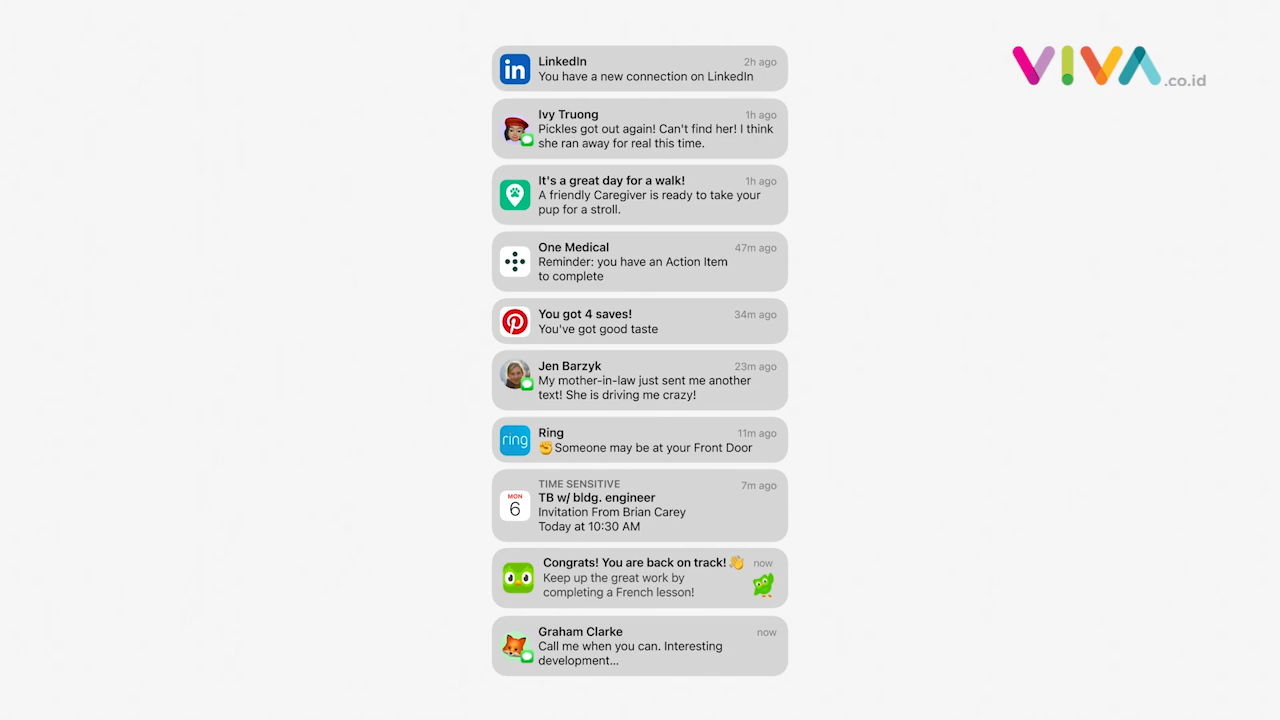 VIVA.co.id
in LinkedIn 2h ago
You have a new connection on LinkedIn
Ivy Truong 1h ago
Pickles got out again! Can't find her! I think
she ran away for real this time.
It's a great day for a walk! 1h ago
A friendly Caregiver is ready to take your
pup for a stroll.
One Medical 47m ago
Reminder: you have an Action Item
to complete
You got 4 saves! 34m ago
You've got good taste
Jen Barzyk 23m ago
My mother-in-law just sent me another
text! She is driving me crazy!
Ring 11m ago
ring ✊Someone may be at your Front Door
TIME SENSITIVE 7m ago
MON
6
TB w/ bldg. engineer
Invitation From Brian Carey
Today at 10:30 AM
Congrats! You are back on track! 👏 now
Keep up the great work by
completing a French lesson!
Graham Clarke now
Call me when you can. Interesting
development...